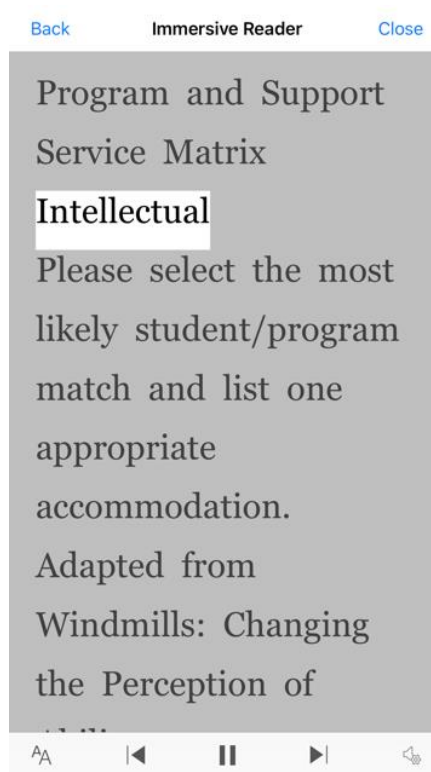 Back Immersive Reader Close
Program and Support
Service Matrix
Intellectual
Please select the most
likely student/program
match and list one
appropriate
accommodation.
Adapted from
Windmills: Changing
the Perception of
AA